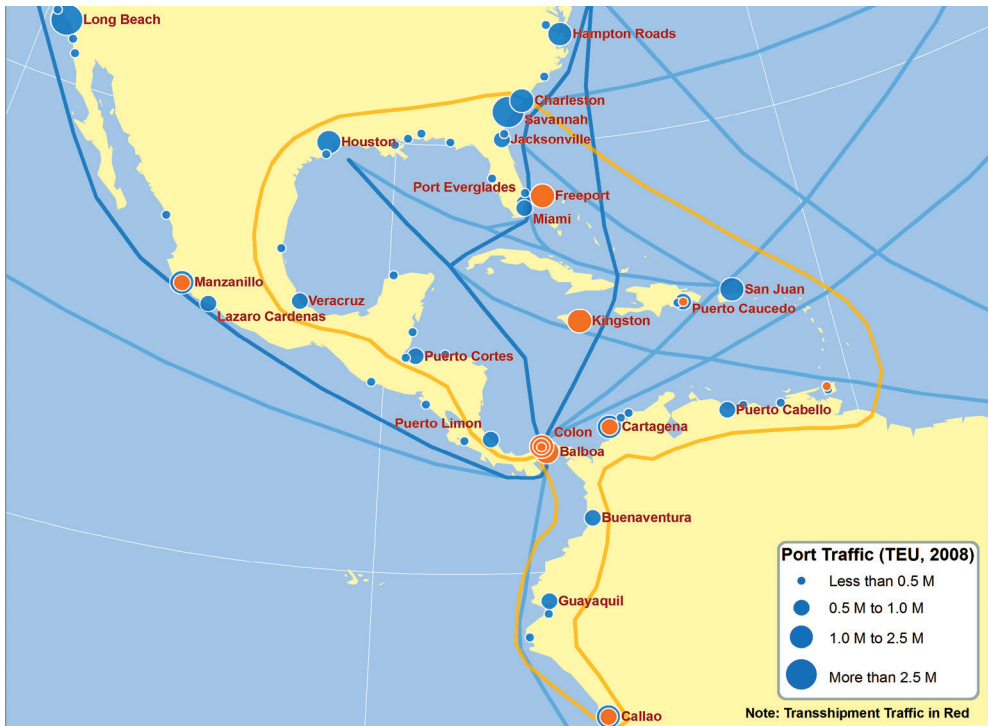 Long Beach
Hampton Roads
Charleston
Savannah
Houston
Jacksonville
Port Everglades
Freeport
Miami
Manzanillo
San Juan
Veracruz
Puerto Caucedo
Lazaro Cardenas
Kingston
Puerto Cortes
Puerto Cabello
Puerto Limon
Cartagena
Colon
Balboa
Buenaventura
Guayaquil
Callao
Port Traffic (TEU, 2008)
Less than 0.5 M
0.5 M to 1.0 M
1.0 M to 2.5 M
More than 2.5 M
Note: Transshipment Traffic in Red